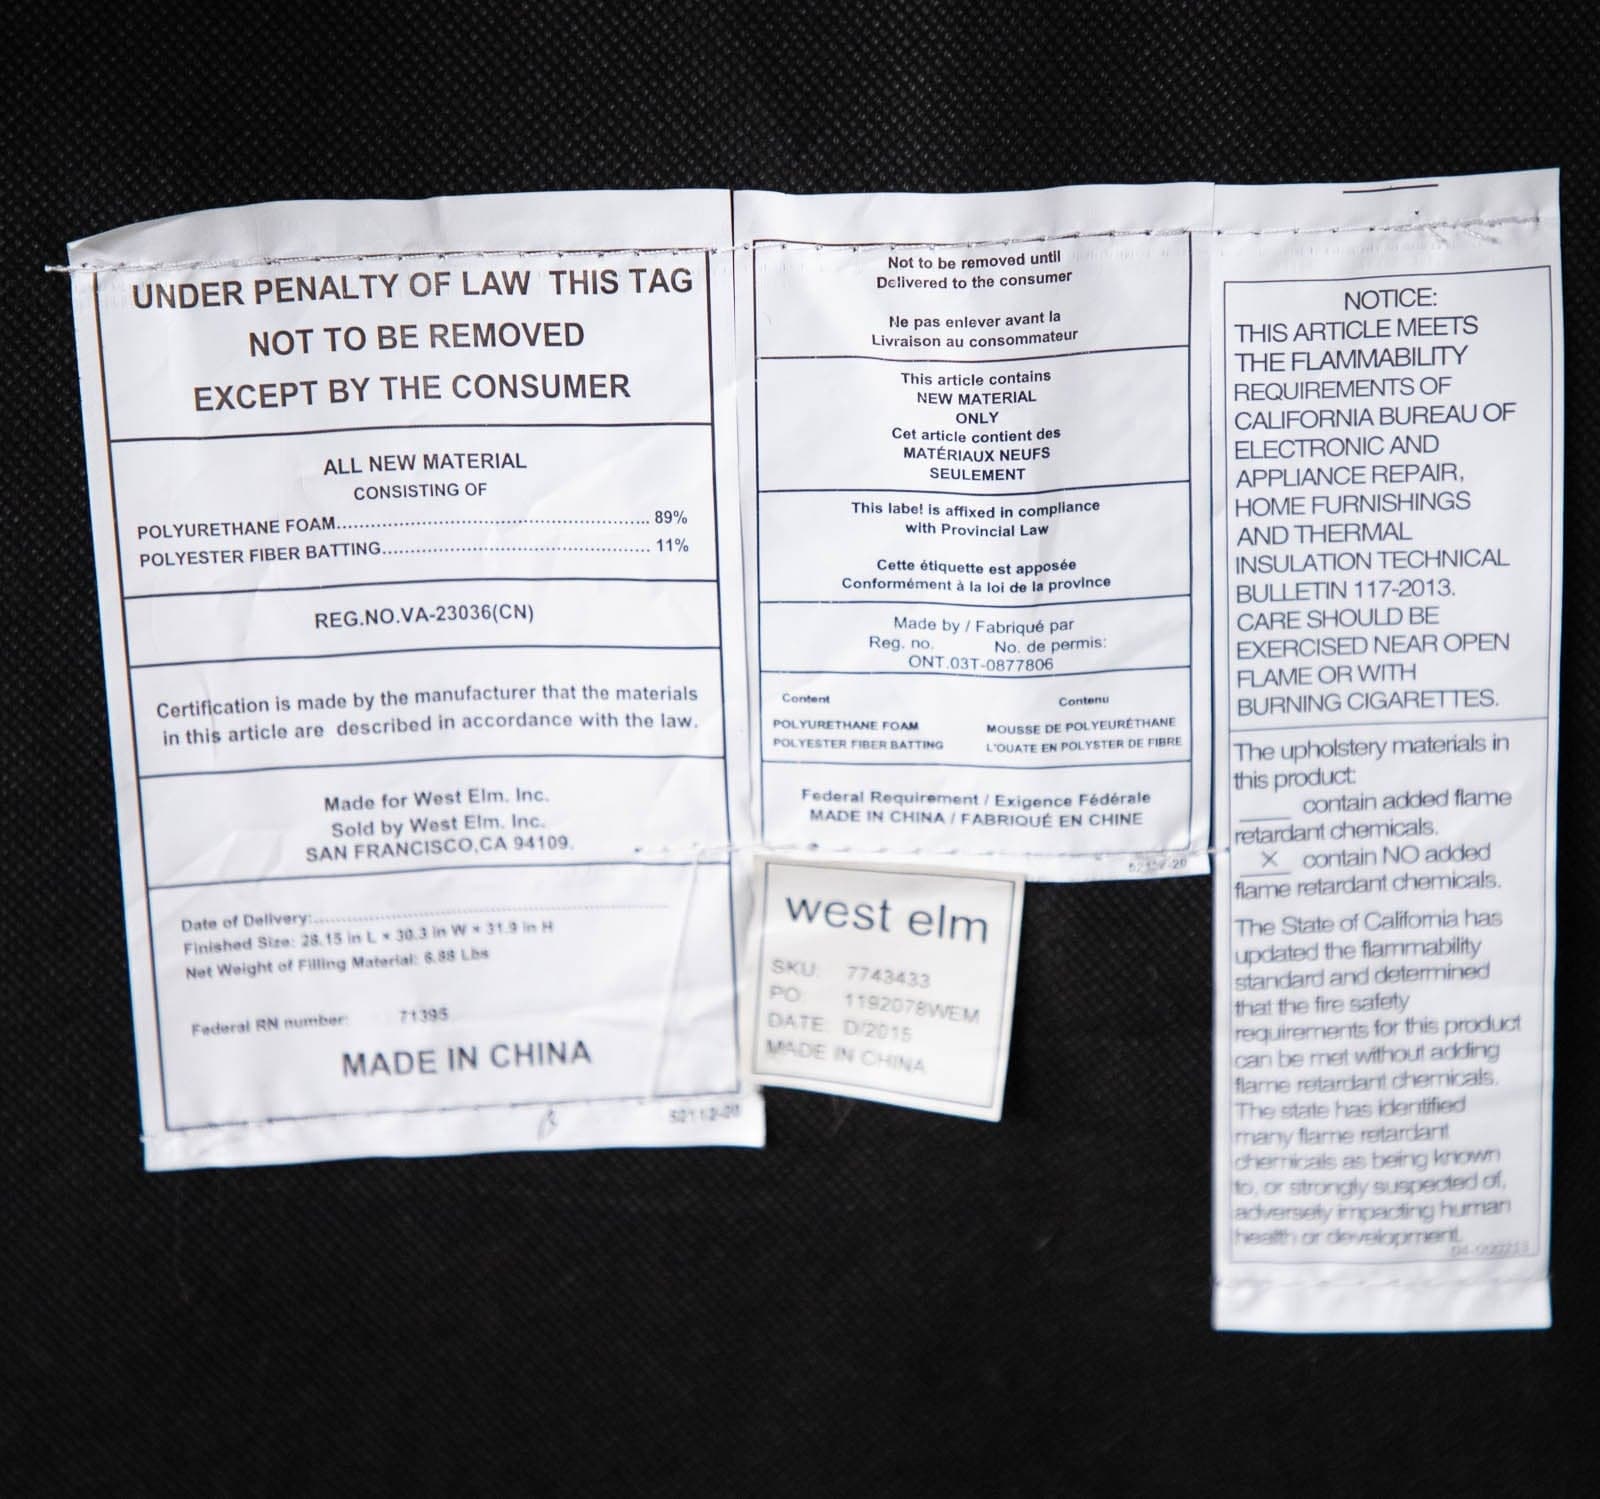 UNDER PENALTY OF LAW THIS TAG
NOT TO BE REMOVED
EXCEPT BY THE CONSUMER
ALL NEW MATERIAL
CONSISTING OF
POLYURETHANE FOAM.......................................................... 89%
POLYESTER FIBER BATTING.................................................. 11%
REG.NO.VA-23036(CN)
Certification is made by the manufacturer that the materials
in this article are described in accordance with the law.
Made for West Elm. Inc.
Sold by West Elm. Inc.
SAN FRANCISCO,CA 94109.
Date of Delivery:..........................................................
Finished Size: 28.15 in L × 30.3 in W × 31.9 in H
Net Weight of Filling Material: 6.88 Lbs
Federal RN number: 71395
MADE IN CHINA
52112-20
Not to be removed until
Delivered to the consumer
Ne pas enlever avant la
Livraison au consommateur
This article contains
NEW MATERIAL
ONLY
Cet article contient des
MATÉRIAUX NEUFS
SEULEMENT
This label is affixed in compliance
with Provincial Law
Cette étiquette est apposée
Conformément à la loi de la province
Made by / Fabriqué par
Reg. no. No. de permis:
ONT.03T-0877806
Content Contenu
POLYURETHANE FOAM MOUSSE DE POLYEURÉTHANE
POLYESTER FIBER BATTING L'OUATE EN POLYSTER DE FIBRE
Federal Requirement / Exigence Fédérale
MADE IN CHINA / FABRIQUÉ EN CHINE
west elm
SKU: 7743433
PO: 1192078WEM
DATE: D/2015
MADE IN CHINA
NOTICE:
THIS ARTICLE MEETS
THE FLAMMABILITY
REQUIREMENTS OF
CALIFORNIA BUREAU OF
ELECTRONIC AND
APPLIANCE REPAIR,
HOME FURNISHINGS
AND THERMAL
INSULATION TECHNICAL
BULLETIN 117-2013.
CARE SHOULD BE
EXERCISED NEAR OPEN
FLAME OR WITH
BURNING CIGARETTES.
The upholstery materials in
this product:
____ contain added flame
retardant chemicals.
X contain NO added
flame retardant chemicals.
The State of California has
updated the flammability
standard and determined
that the fire safety
requirements for this product
can be met without adding
flame retardant chemicals.
The state has identified
many flame retardant
chemicals as being known
to, or strongly suspected of,
adversely impacting human
health or development.